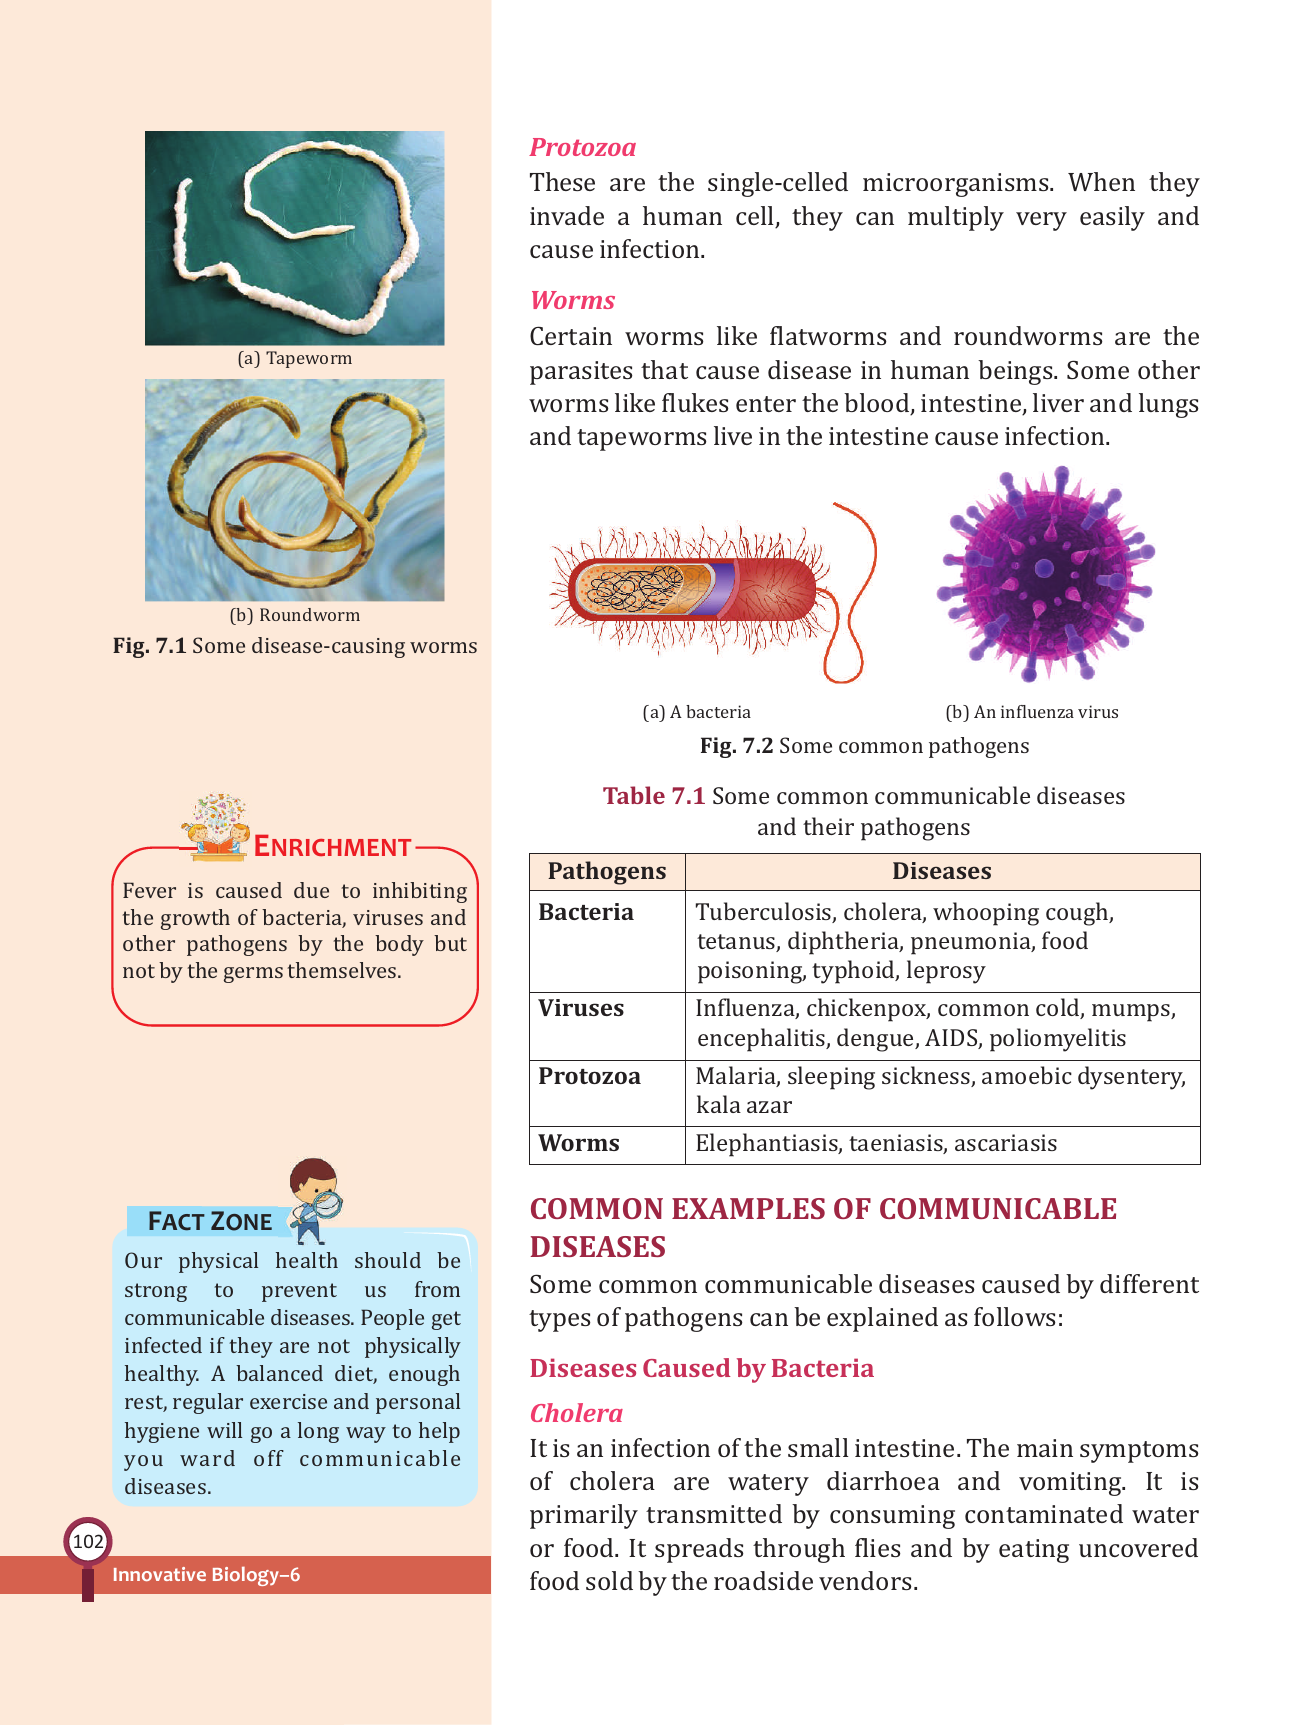 (a) Tapeworm
(b) Roundworm
Fig. 7.1 Some disease-causing worms
ENRICHMENT
Fever is caused due to inhibiting
the growth of bacteria, viruses and
other pathogens by the body but
not by the germs themselves.
FACT ZONE
Our physical health should be
strong to prevent us from
communicable diseases. People get
infected if they are not physically
healthy. A balanced diet, enough
rest, regular exercise and personal
hygiene will go a long way to help
you ward off communicable
diseases.
102
Innovative Biology–6
Protozoa
These are the single-celled microorganisms. When they
invade a human cell, they can multiply very easily and
cause infection.
Worms
Certain worms like flatworms and roundworms are the
parasites that cause disease in human beings. Some other
worms like flukes enter the blood, intestine, liver and lungs
and tapeworms live in the intestine cause infection.
(a) A bacteria (b) An influenza virus
Fig. 7.2 Some common pathogens
Table 7.1 Some common communicable diseases
and their pathogens
Pathogens Diseases
Bacteria Tuberculosis, cholera, whooping cough,
tetanus, diphtheria, pneumonia, food
poisoning, typhoid, leprosy
Viruses Influenza, chickenpox, common cold, mumps,
encephalitis, dengue, AIDS, poliomyelitis
Protozoa Malaria, sleeping sickness, amoebic dysentery,
kala azar
Worms Elephantiasis, taeniasis, ascariasis
COMMON EXAMPLES OF COMMUNICABLE
DISEASES
Some common communicable diseases caused by different
types of pathogens can be explained as follows:
Diseases Caused by Bacteria
Cholera
It is an infection of the small intestine. The main symptoms
of cholera are watery diarrhoea and vomiting. It is
primarily transmitted by consuming contaminated water
or food. It spreads through flies and by eating uncovered
food sold by the roadside vendors.